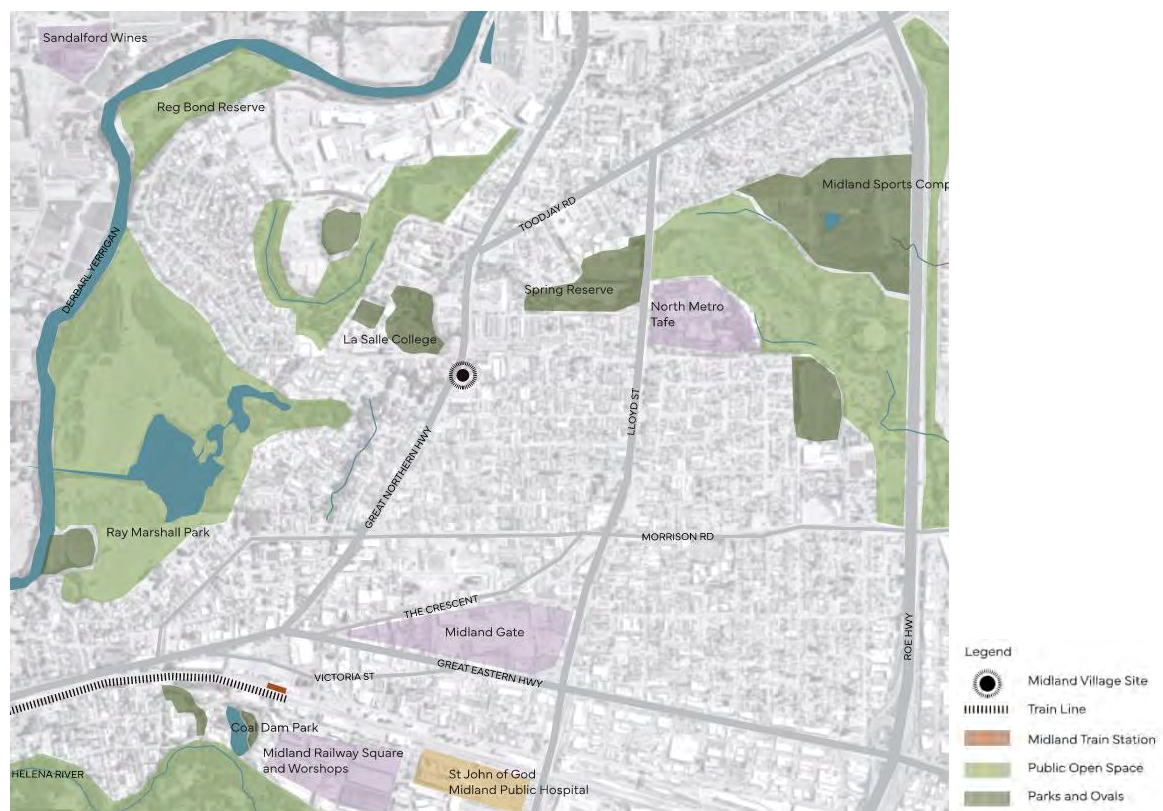 Sandalford Wines
Reg Bond Reserve
DERBARL YERRIGAN
TOODJAY RD
Midland Sports Comp
Spring Reserve
North Metro
Tafe
La Salle College
LLOYD ST
GREAT NORTHERN HWY
Ray Marshall Park
MORRISON RD
THE CRESCENT
Midland Gate
ROE HWY
GREAT EASTERN HWY
VICTORIA ST
Coal Dam Park
Midland Railway Square
and Worshops
HELENA RIVER
St John of God
Midland Public Hospital
Legend
Midland Village Site
Train Line
Midland Train Station
Public Open Space
Parks and Ovals